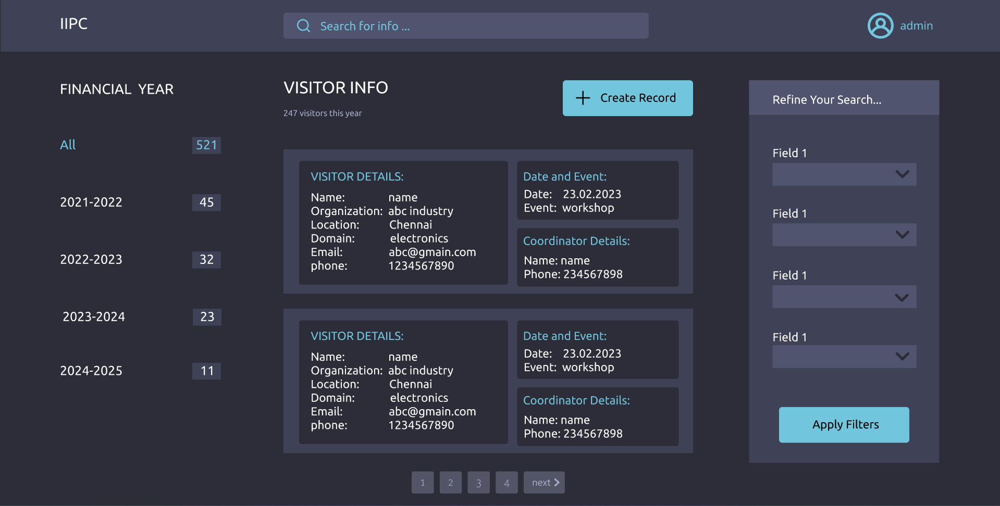 IIPC
Search for info ...
admin
FINANCIAL YEAR
All 521
2021-2022 45
2022-2023 32
2023-2024 23
2024-2025 11
VISITOR INFO
247 visitors this year
Create Record
VISITOR DETAILS:
Name: name
Organization: abc industry
Location: Chennai
Domain: electronics
Email: abc@gmain.com
phone: 1234567890
Date and Event:
Date: 23.02.2023
Event: workshop
Coordinator Details:
Name: name
Phone: 234567898
VISITOR DETAILS:
Name: name
Organization: abc industry
Location: Chennai
Domain: electronics
Email: abc@gmain.com
phone: 1234567890
Date and Event:
Date: 23.02.2023
Event: workshop
Coordinator Details:
Name: name
Phone: 234567898
1 2 3 4 next
Refine Your Search...
Field 1
Field 1
Field 1
Field 1
Apply Filters